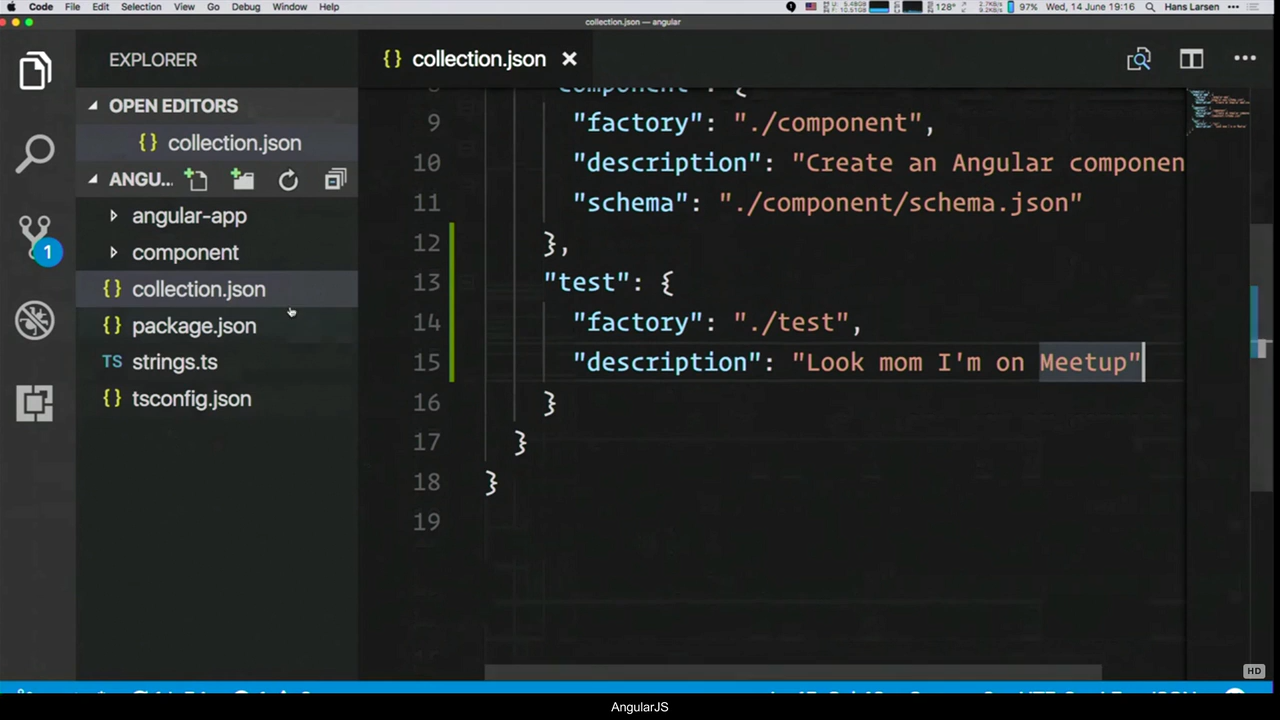 Code File Edit Selection View Go Debug Window Help 97% Wed, 14 June 19:16 Hans Larsen
collection.json — angular
EXPLORER
OPEN EDITORS
{} collection.json
ANGU...
angular-app
component
{} collection.json
{} package.json
TS strings.ts
{} tsconfig.json
1
{} collection.json
9 "factory": "./component",
10 "description": "Create an Angular componen
11 "schema": "./component/schema.json"
12 },
13 "test": {
14 "factory": "./test",
15 "description": "Look mom I'm on Meetup"
16 }
17 }
18 }
19
HD
AngularJS